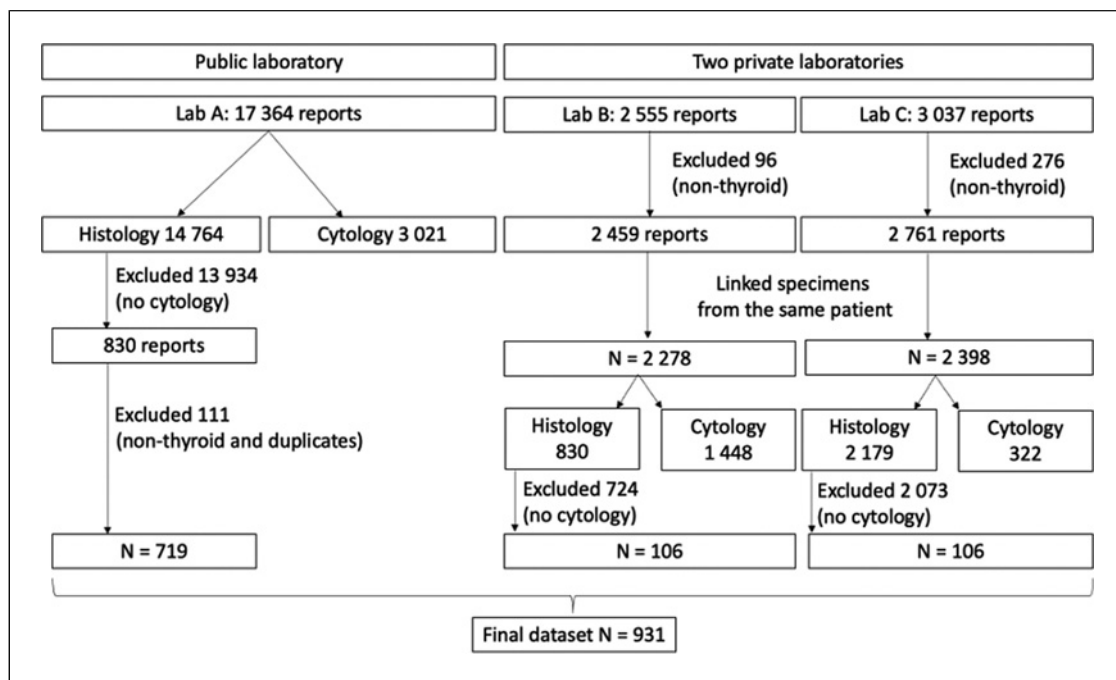 Public laboratory
Two private laboratories
Lab A: 17 364 reports
Lab B: 2 555 reports
Lab C: 3 037 reports
Excluded 96
(non-thyroid)
Excluded 276
(non-thyroid)
Histology 14 764
Cytology 3 021
2 459 reports
2 761 reports
Excluded 13 934
(no cytology)
Linked specimens
from the same patient
830 reports
N = 2 278
N = 2 398
Excluded 111
(non-thyroid and duplicates)
Histology
830
Cytology
1 448
Histology
2 179
Cytology
322
Excluded 724
(no cytology)
Excluded 2 073
(no cytology)
N = 719
N = 106
N = 106
Final dataset N = 931